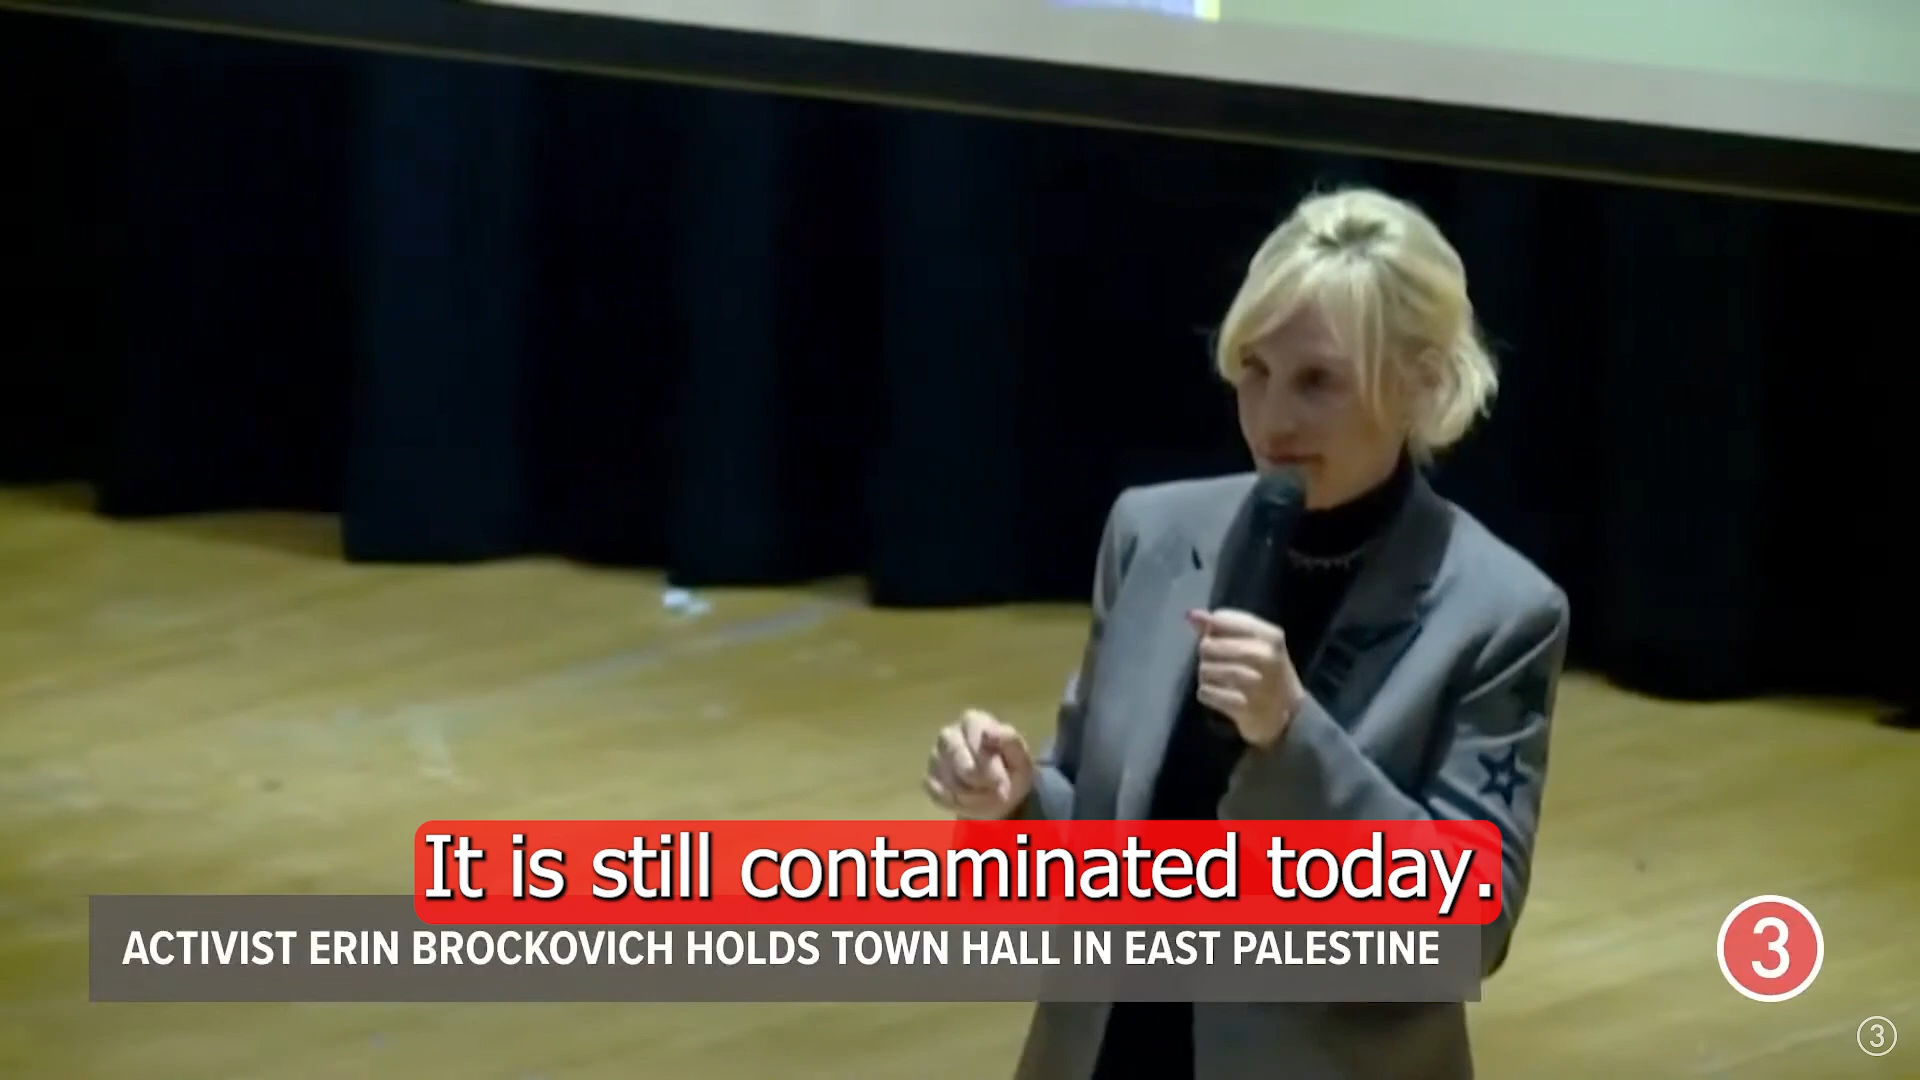 It is still contaminated today.
ACTIVIST ERIN BROCKOVICH HOLDS TOWN HALL IN EAST PALESTINE
3
3